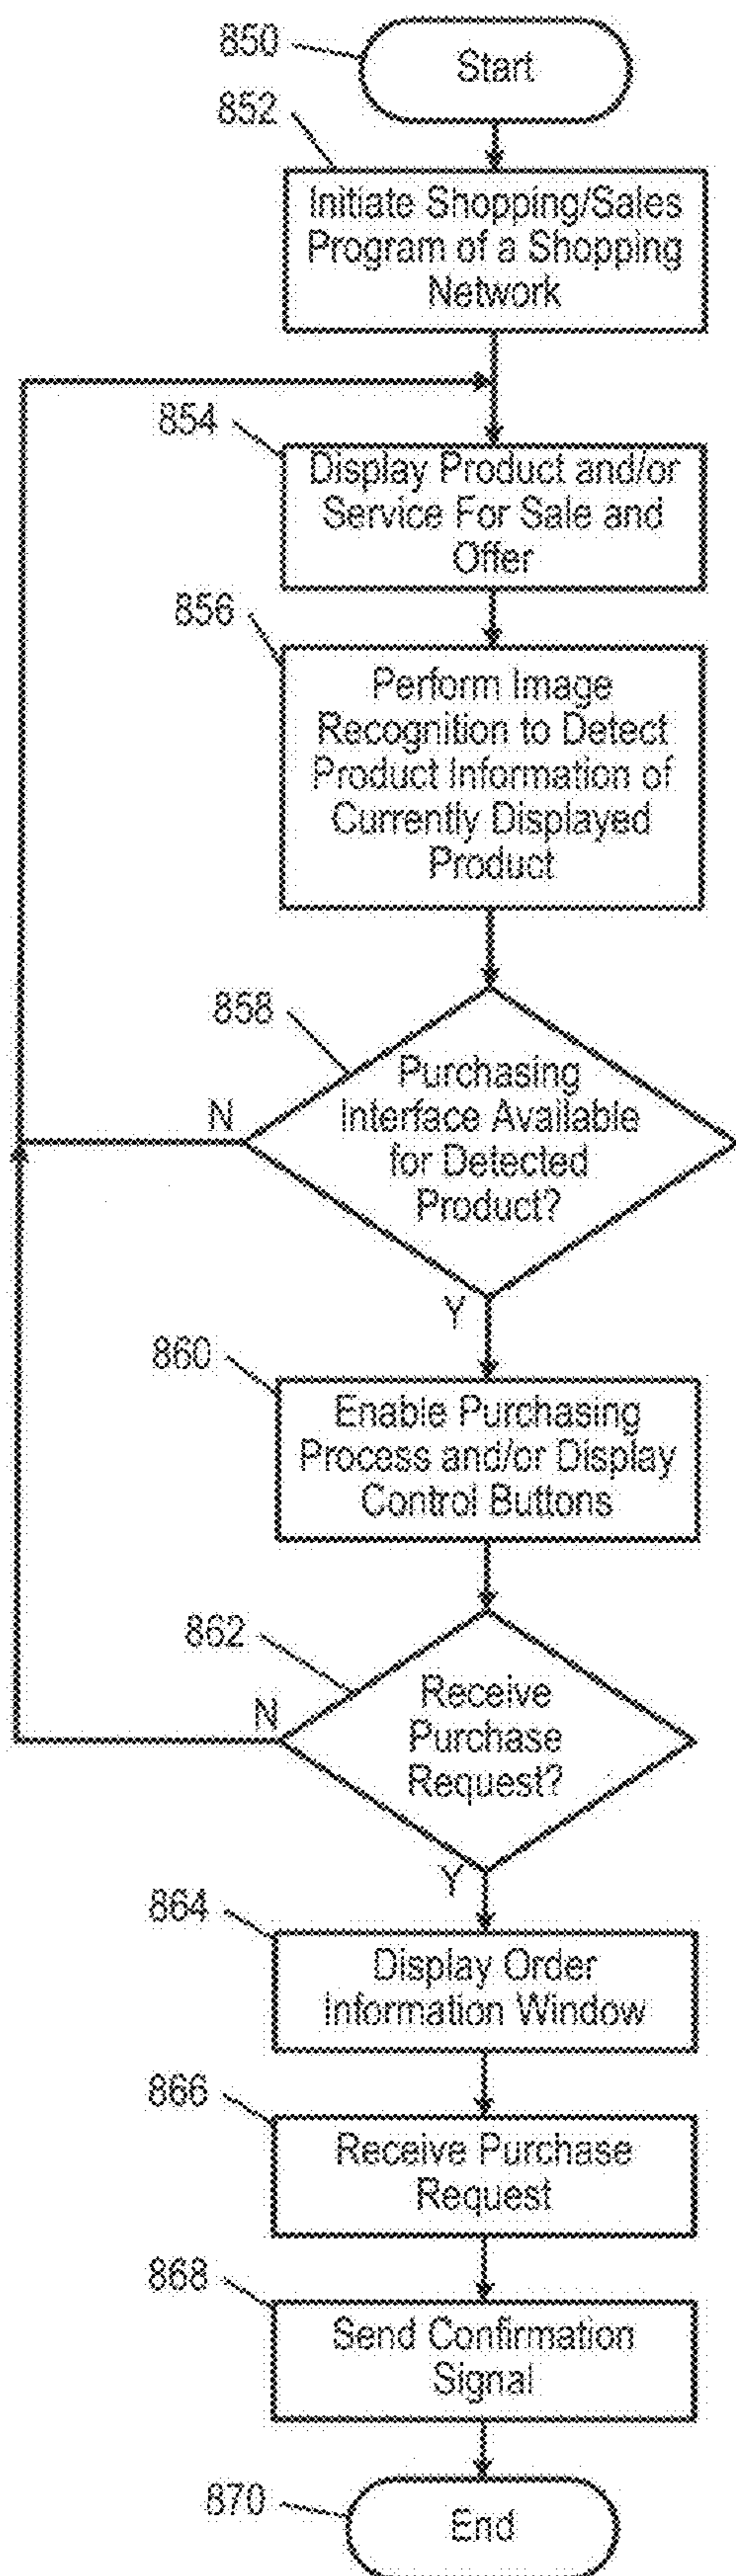 850
Start
852
Initiate Shopping/Sales
Program of a Shopping
Network
854
Display Product and/or
Service For Sale and
Offer
856
Perform Image
Recognition to Detect
Product Information of
Currently Displayed
Product
858
Purchasing
Interface Available
for Detected
Product?
N
Y
860
Enable Purchasing
Process and/or Display
Control Buttons
862
Receive
Purchase
Request?
N
Y
864
Display Order
Information Window
866
Receive Purchase
Request
868
Send Confirmation
Signal
870
End